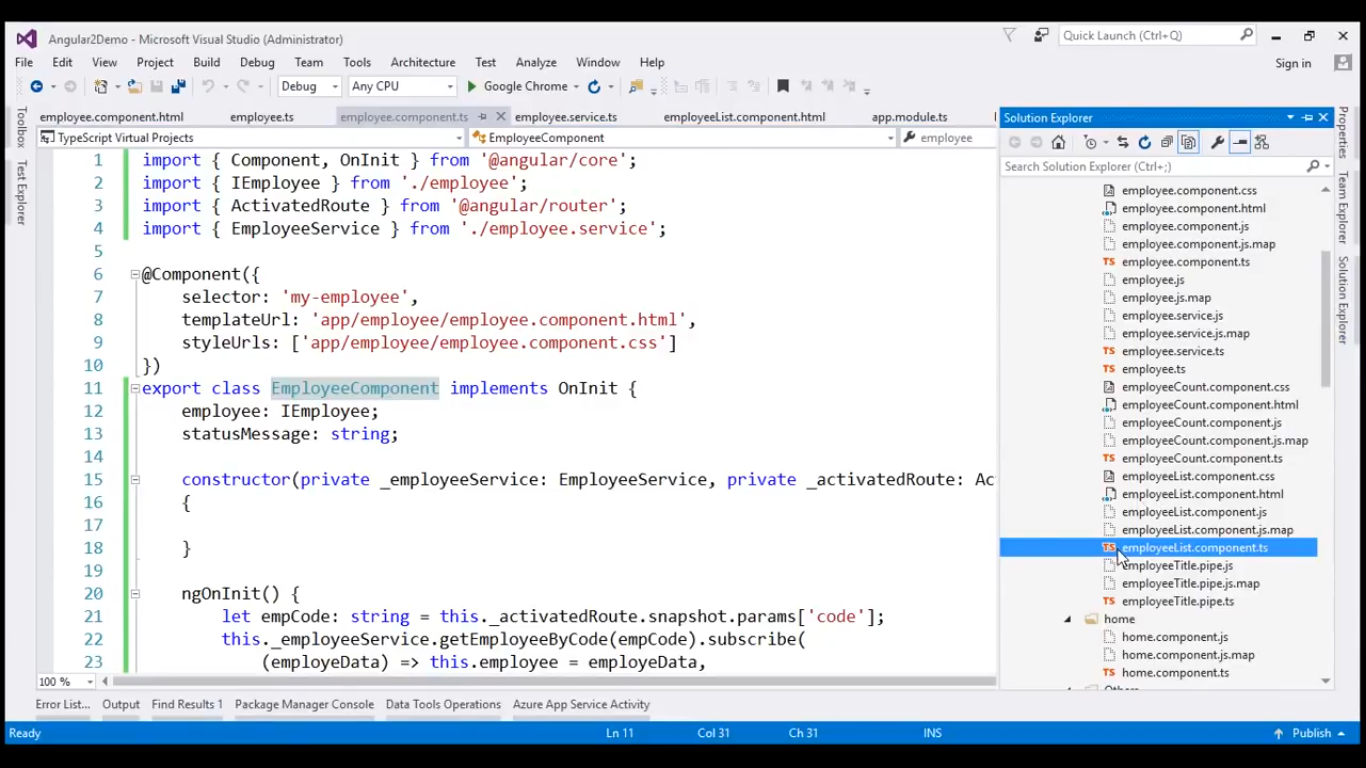 Angular2Demo - Microsoft Visual Studio (Administrator)
Quick Launch (Ctrl+Q)
File Edit View Project Build Debug Team Tools Architecture Test Analyze Window Help
Sign in
Debug Any CPU Google Chrome
Toolbox
Test Explorer
employee.component.html employee.ts employee.component.ts employee.service.ts employeeList.component.html app.module.ts
TypeScript Virtual Projects EmployeeComponent employee
1 import { Component, OnInit } from '@angular/core';
2 import { IEmployee } from './employee';
3 import { ActivatedRoute } from '@angular/router';
4 import { EmployeeService } from './employee.service';
5
6 @Component({
7 selector: 'my-employee',
8 templateUrl: 'app/employee/employee.component.html',
9 styleUrls: ['app/employee/employee.component.css']
10 })
11 export class EmployeeComponent implements OnInit {
12 employee: IEmployee;
13 statusMessage: string;
14
15 constructor(private _employeeService: EmployeeService, private _activatedRoute: Ac
16 {
17
18 }
19
20 ngOnInit() {
21 let empCode: string = this._activatedRoute.snapshot.params['code'];
22 this._employeeService.getEmployeeByCode(empCode).subscribe(
23 (employeData) => this.employee = employeData,
100 %
Solution Explorer
Search Solution Explorer (Ctrl+;)
employee.component.css
employee.component.html
employee.component.js
employee.component.js.map
TS employee.component.ts
employee.js
employee.js.map
employee.service.js
employee.service.js.map
TS employee.service.ts
TS employee.ts
employeeCount.component.css
employeeCount.component.html
employeeCount.component.js
employeeCount.component.js.map
TS employeeCount.component.ts
employeeList.component.css
employeeList.component.html
employeeList.component.js
employeeList.component.js.map
TS employeeList.component.ts
employeeTitle.pipe.js
employeeTitle.pipe.js.map
TS employeeTitle.pipe.ts
home
home.component.js
home.component.js.map
TS home.component.ts
Others
Properties
Team Explorer
Solution Explorer
Error List... Output Find Results 1 Package Manager Console Data Tools Operations Azure App Service Activity
Ready Ln 11 Col 31 Ch 31 INS Publish